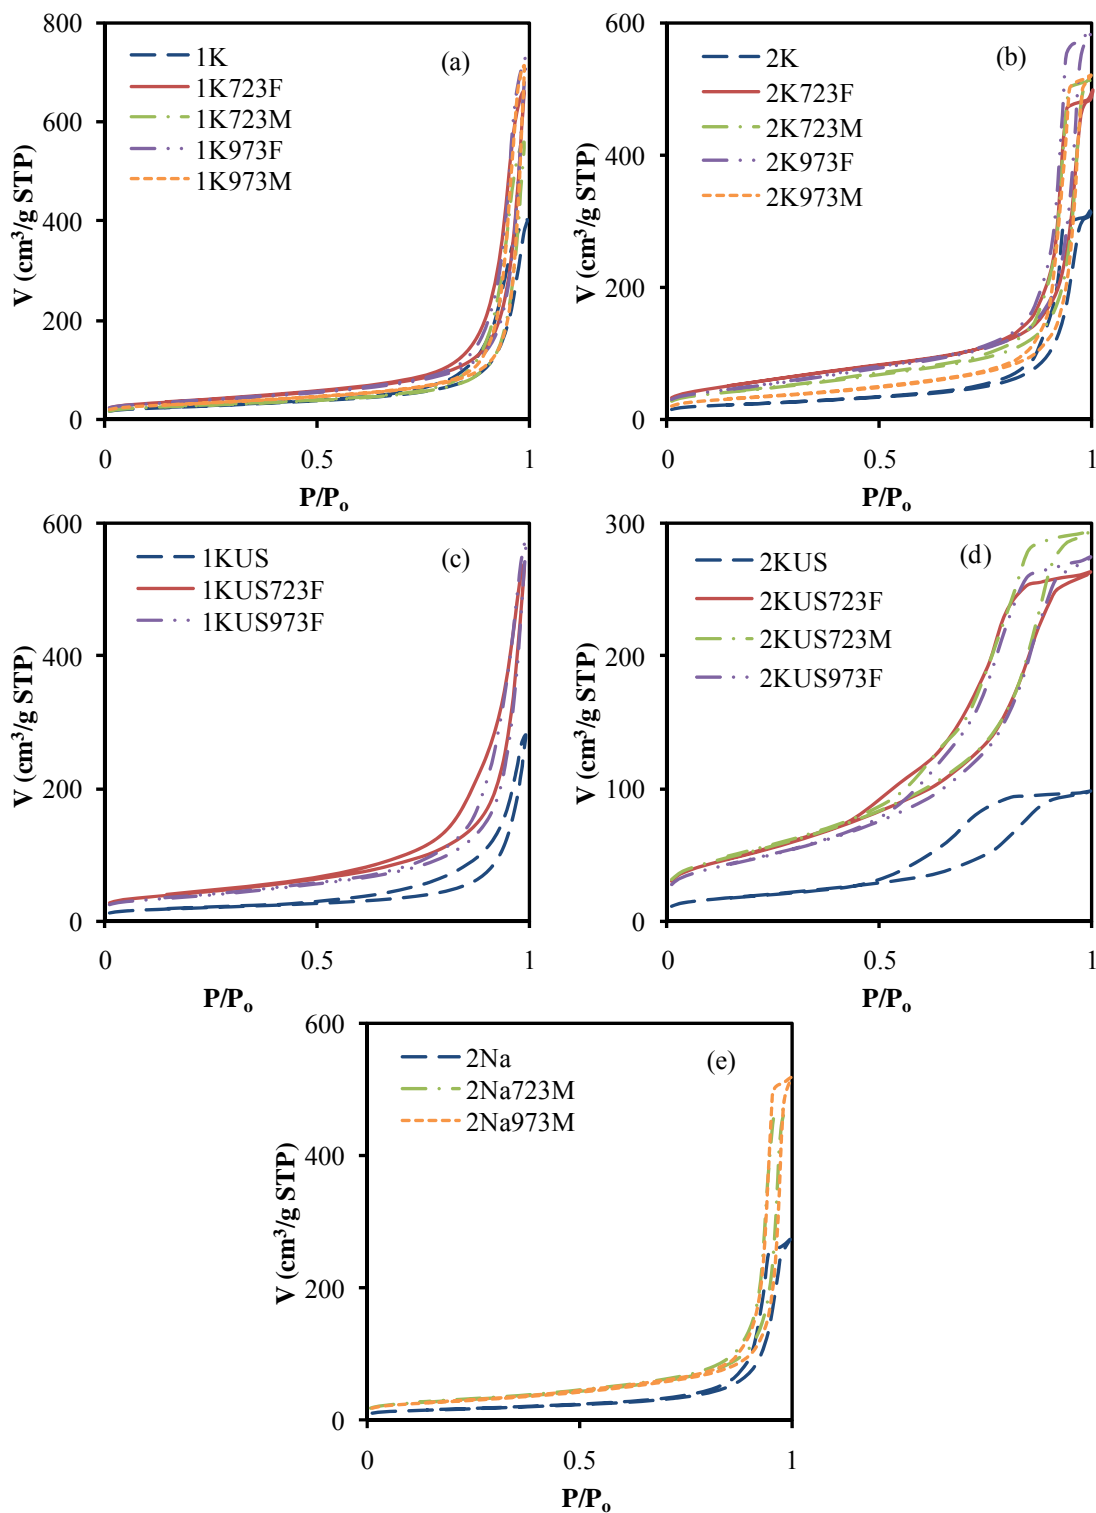 800
600
400
200
0
0
0.5
1
V (cm³/g STP)
P/Pₒ
(a)
1K
1K723F
1K723M
1K973F
1K973M
600
400
200
0
0
0.5
1
V (cm³/g STP)
P/Pₒ
(b)
2K
2K723F
2K723M
2K973F
2K973M
600
400
200
0
0
0.5
1
V (cm³/g STP)
P/Pₒ
(c)
1KUS
1KUS723F
1KUS973F
300
200
100
0
0
0.5
1
V (cm³/g STP)
P/Pₒ
(d)
2KUS
2KUS723F
2KUS723M
2KUS973F
600
400
200
0
0
0.5
1
V (cm³/g STP)
P/Pₒ
(e)
2Na
2Na723M
2Na973M